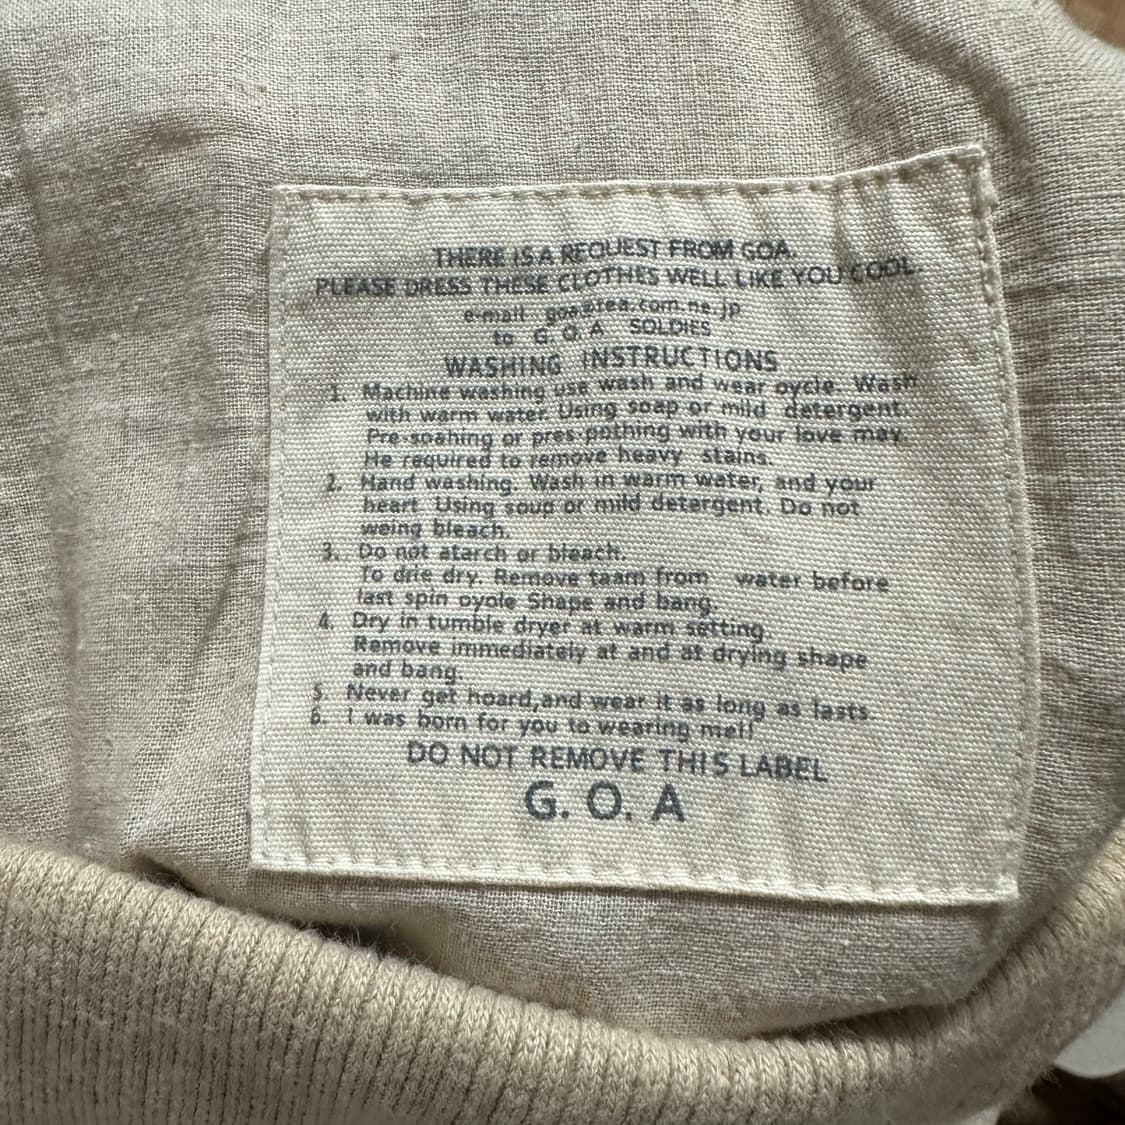 THERE IS A REQUEST FROM GOA.
PLEASE DRESS THESE CLOTHES WELL LIKE YOU COOL.
e-mail goa@rea.com.ne.jp
to G. O. A SOLDIES
WASHING INSTRUCTIONS
1. Machine weshing use wash and wear oycle. Wash
with warm water. Using soap or mild detergent.
Pre-soahing or pres-pothing with your love may.
He required to remove heavy stains.
2. Hand washing. Wash in warm water, and your
heart. Using soup or mild detergent. Do not
weing bleach.
3. Do not atarch or bleach.
To drie dry. Remove taam from water before
last spin oyole Shape and bang.
4. Dry in tumble dryer at warm setting.
Remove immediately at and at drying shape
and bang.
5. Never get hoard,and wear it as long as lasts.
6. I was born for you to wearing me!!
DO NOT REMOVE THIS LABEL
G. O. A